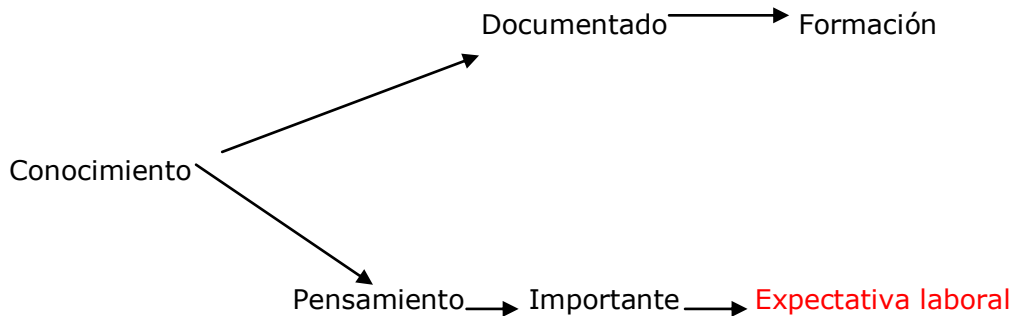 Documentado Formación
Conocimiento
Pensamiento Importante Expectativa laboral